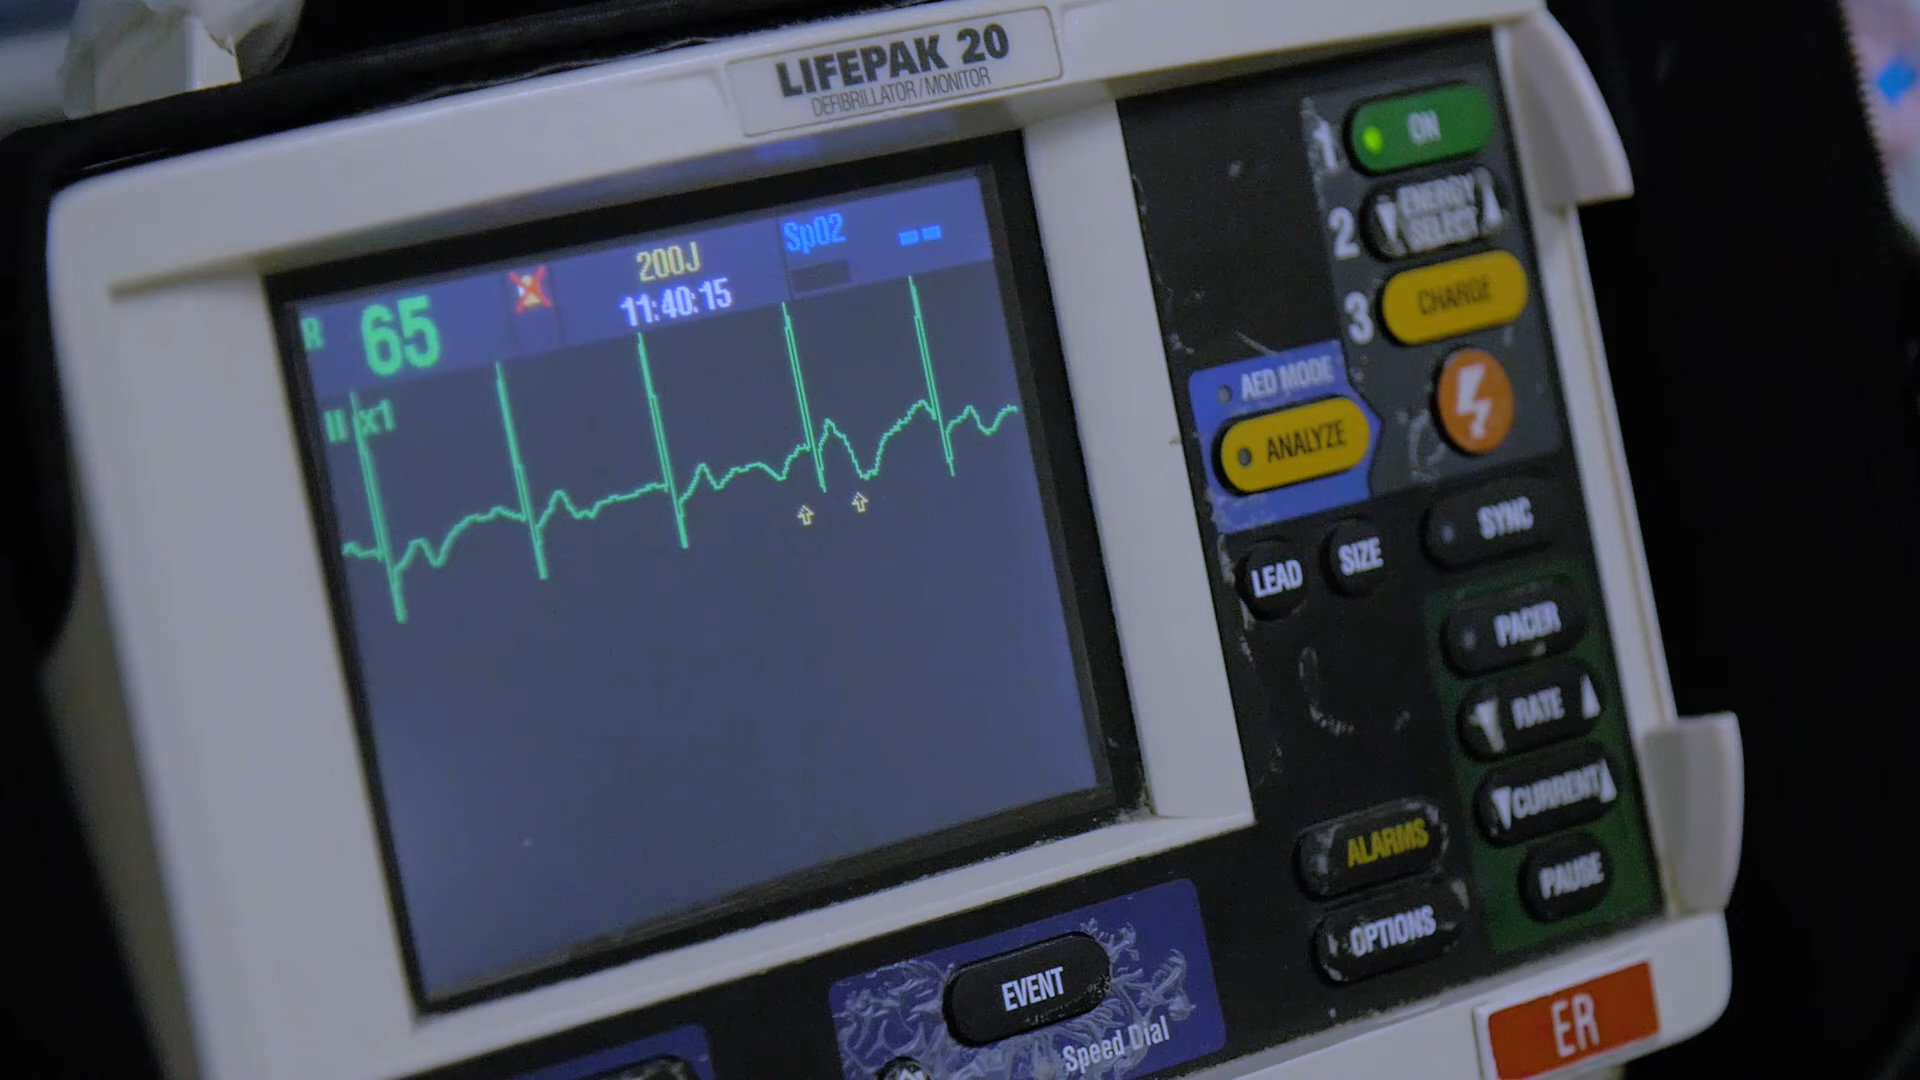 LIFEPAK 20
DEFIBRILLATOR/MONITOR
R 65
200J
11:40:15
SpO2 --
II x1
1 ON
2 ENERGY SELECT
3 CHARGE
AED MODE
ANALYZE
LEAD
SIZE
SYNC
PACER
RATE
CURRENT
PAUSE
ALARMS
OPTIONS
EVENT
Speed Dial
ER